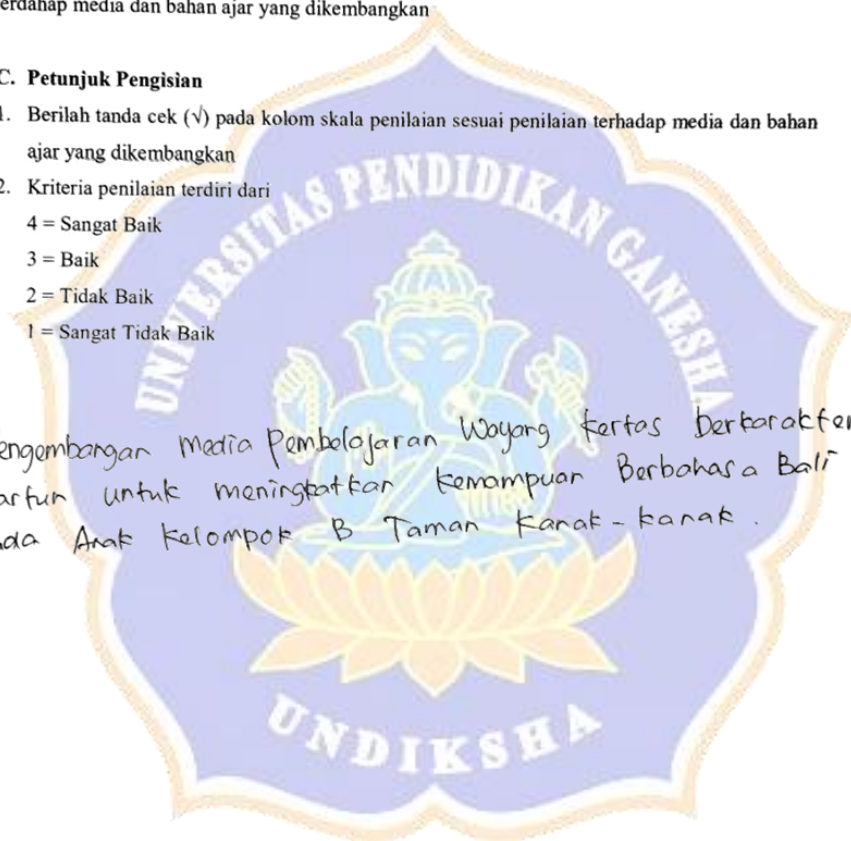 erdahap media dan bahan ajar yang dikembangkan
C. Petunjuk Pengisian
1. Berilah tanda cek (√) pada kolom skala penilaian sesuai penilaian terhadap media dan bahan
ajar yang dikembangkan
2. Kriteria penilaian terdiri dari
4 = Sangat Baik
3 = Baik
2 = Tidak Baik
1 = Sangat Tidak Baik
engembangan Media Pembelajaran Wayang Kertas berkarakter
artun untuk meningkatkan kemampuan Berbahasa Bali
da Anak Kelompok B Taman Kanak-kanak.
UNIVERSITAS PENDIDIKAN GANESHA
UNDIKSHA